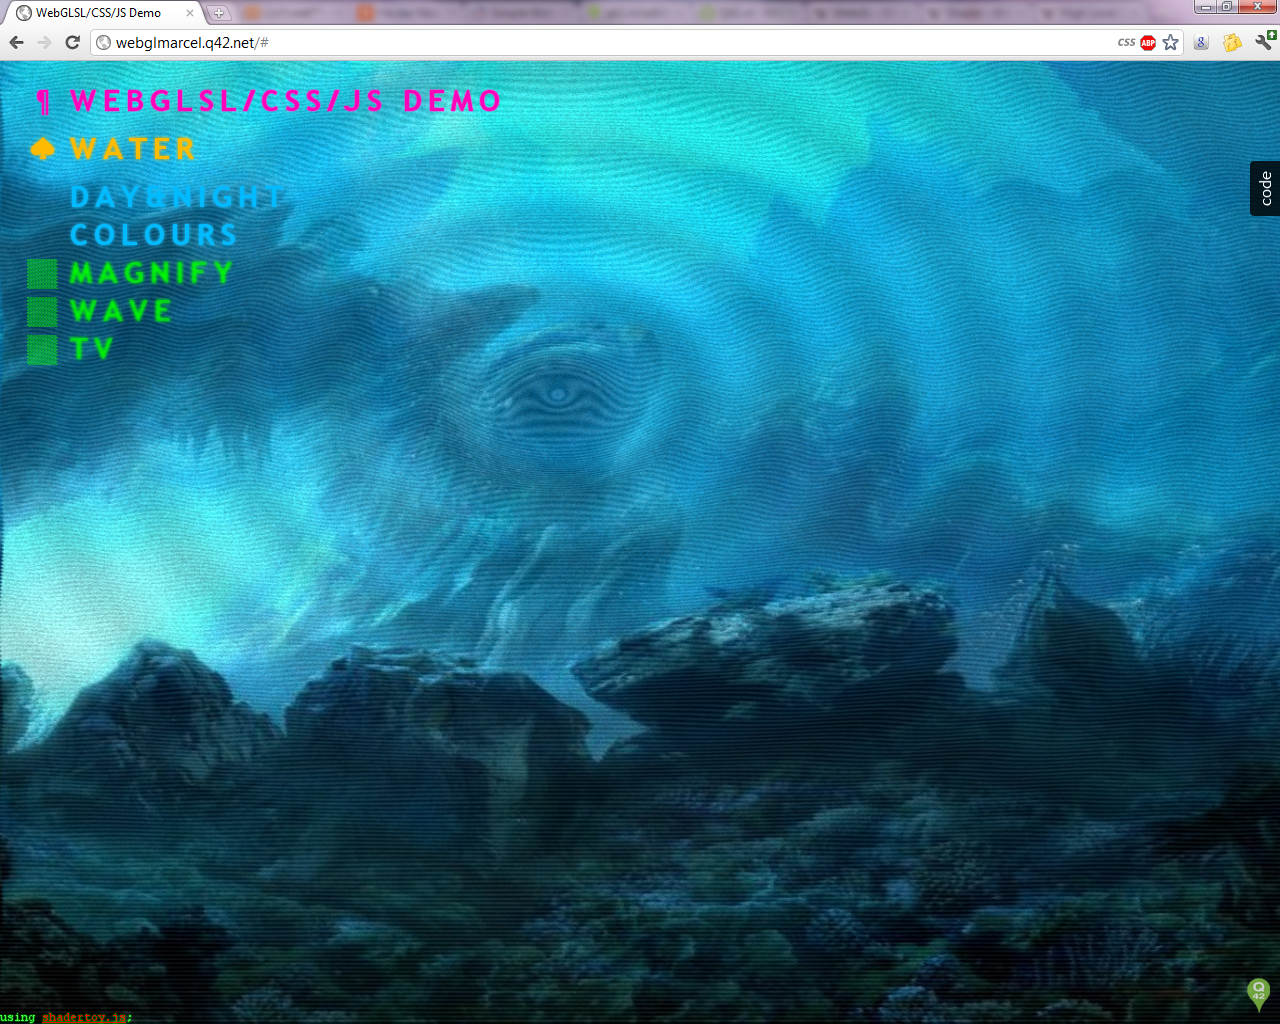 WebGLSL/CSS/JS Demo
webglmarcel.q42.net/#
CSS
ABP
g
¶ WEBGLSL/CSS/JS DEMO
♠ WATER
DAY&NIGHT
COLOURS
MAGNIFY
WAVE
TV
code
Q
42
using shadertoy.js;